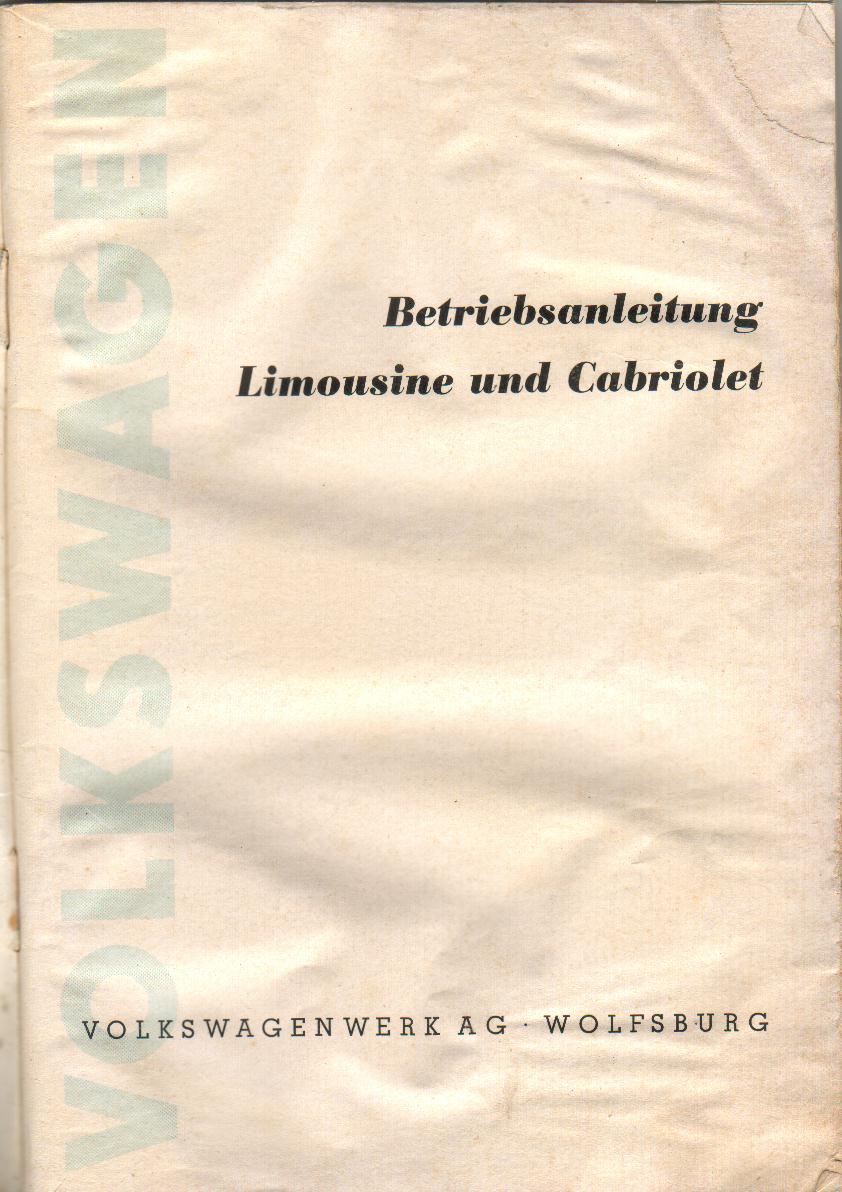 VOLKSWAGEN
Betriebsanleitung
Limousine und Cabriolet
VOLKSWAGENWERK AG · WOLFSBURG